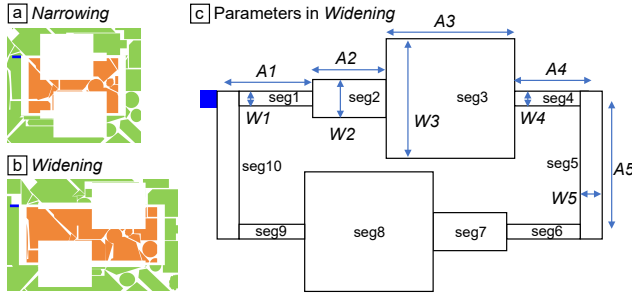 a Narrowing
b Widening
c Parameters in Widening
A3
A1
A2
A4
seg1
seg2
seg3
seg4
W1
W2
W3
W4
seg10
seg5
A5
W5
seg9
seg8
seg7
seg6